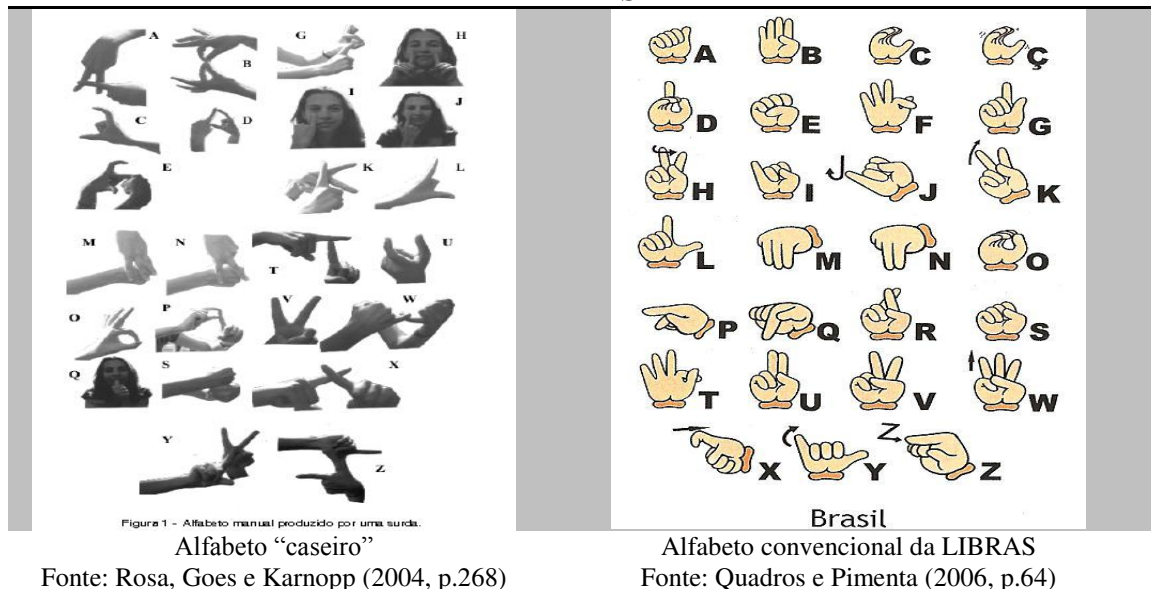 A B G H
C D I J
E K L
M N T U
O P V W
Q S X
Y Z
Figura 1 - Alfabeto manual produzido por uma surda.
A B C Ç
D E F G
H I J K
L M N O
P Q R S
T U V W
X Y Z
J
Z
Brasil
Alfabeto “caseiro”
Fonte: Rosa, Goes e Karnopp (2004, p.268)
Alfabeto convencional da LIBRAS
Fonte: Quadros e Pimenta (2006, p.64)